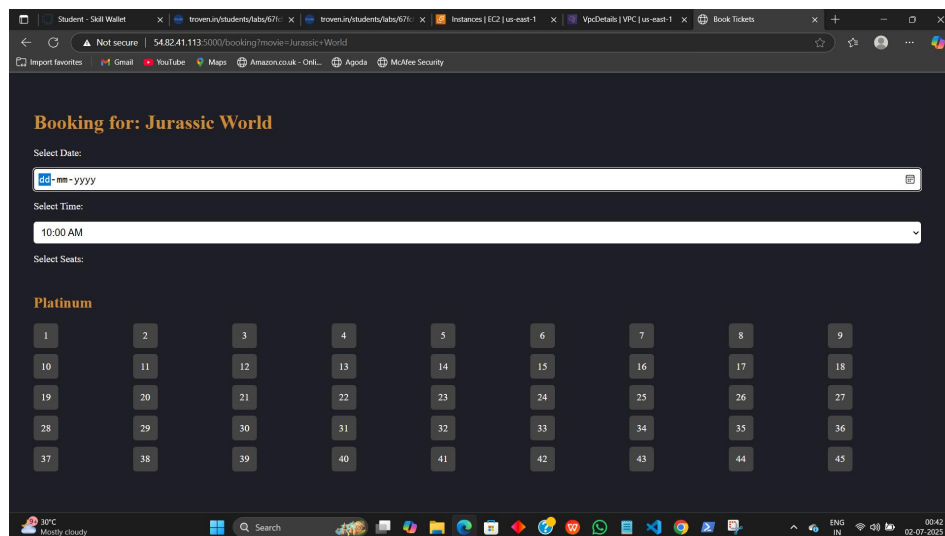 Student - Skill Wallet
troven.in/students/labs/67f
troven.in/students/labs/67f
Instances | EC2 | us-east-1
VpcDetails | VPC | us-east-1
Book Tickets
Not secure | 54.82.41.113:5000/booking?movie=Jurassic+World
Import favorites
Gmail
YouTube
Maps
Amazon.co.uk - Onli...
Agoda
McAfee Security
Booking for: Jurassic World
Select Date:
dd-mm-yyyy
Select Time:
10:00 AM
Select Seats:
Platinum
1 2 3 4 5 6 7 8 9
10 11 12 13 14 15 16 17 18
19 20 21 22 23 24 25 26 27
28 29 30 31 32 33 34 35 36
37 38 39 40 41 42 43 44 45
30°C
Mostly cloudy
Search
ENG
IN
00:42
02-07-2025